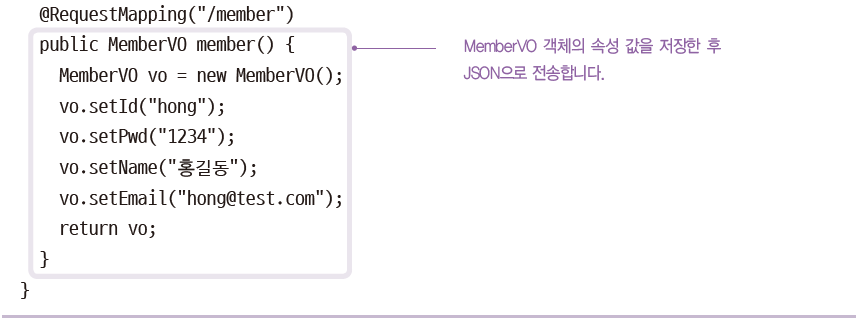 @RequestMapping("/member")
public MemberVO member() {
MemberVO 객체의 속성 값을 저장한 후
JSON으로 전송합니다.
MemberVO vo = new MemberVO();
vo.setId("hong");
vo.setPwd("1234");
vo.setName("홍길동");
vo.setEmail("hong@test.com");
return vo;
}
}